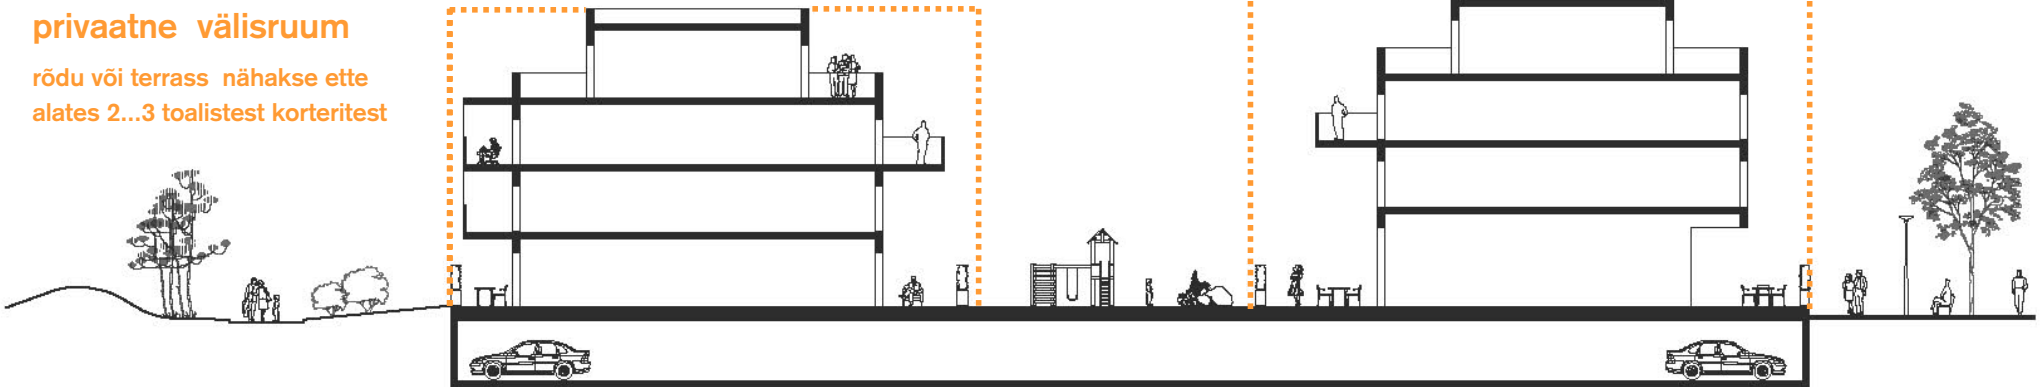 privaatne välisruum
rõdu või terrass nähakse ette
alates 2...3 toalistest korteritest